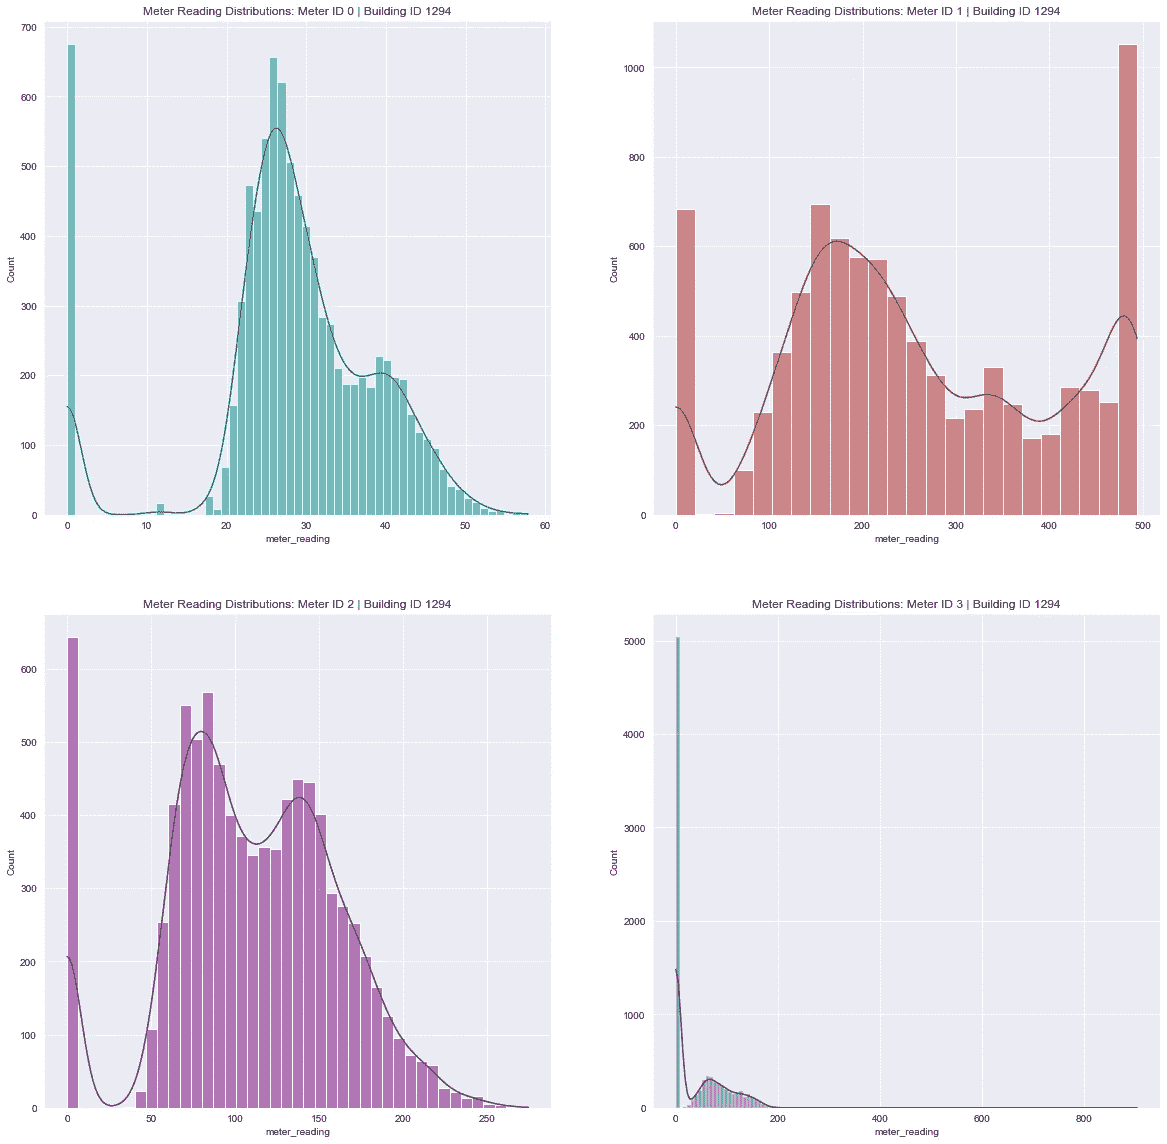 Meter Reading Distributions: Meter ID 0 | Building ID 1294
700
600
500
400
300
200
100
0
Count
0 10 20 30 40 50 60
meter_reading
Meter Reading Distributions: Meter ID 1 | Building ID 1294
1000
800
600
400
200
0
Count
0 100 200 300 400 500
meter_reading
Meter Reading Distributions: Meter ID 2 | Building ID 1294
600
500
400
300
200
100
0
Count
0 50 100 150 200 250
meter_reading
Meter Reading Distributions: Meter ID 3 | Building ID 1294
5000
4000
3000
2000
1000
0
Count
0 200 400 600 800
meter_reading